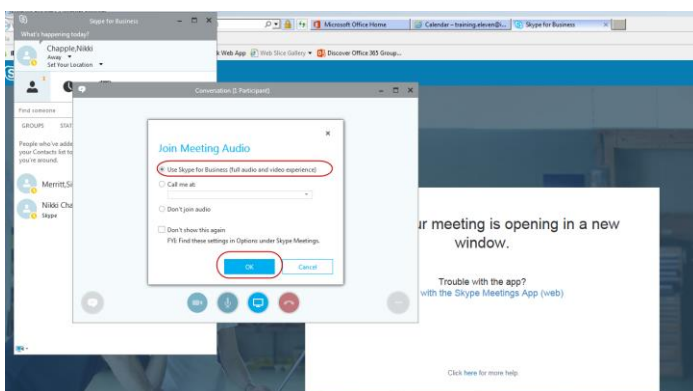 Skype for Business
What's happening today?
Chapple,Nikki
Away
Set Your Location
Find someone
GROUPS
People who've adde
your Contacts list to
you're around.
Merritt,Si
Nikki Cha
Skype
Microsoft Office Home
Calendar - training.eleven@i...
Skype for Business
k Web App
Web Slice Gallery
Discover Office 365 Group...
Conversation (1 Participant)
Join Meeting Audio
Use Skype for Business (full audio and video experience)
Call me at:
Don't join audio
Don't show this again
FYI: Find these settings in Options under Skype Meetings.
OK
Cancel
ur meeting is opening in a new
window.
Trouble with the app?
with the Skype Meetings App (web)
Click here for more help